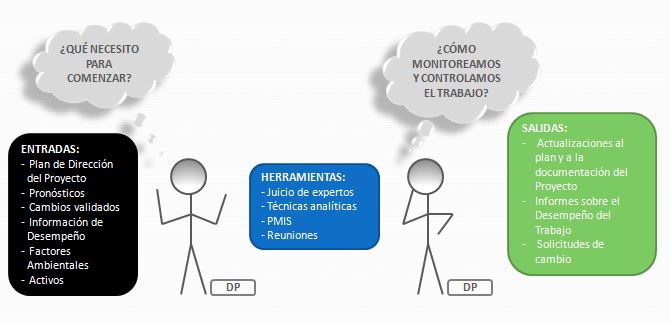 ¿QUÉ NECESITO
PARA
COMENZAR?
¿CÓMO
MONITOREAMOS
Y CONTROLAMOS
EL TRABAJO?
ENTRADAS:
- Plan de Dirección
del Proyecto
- Pronósticos
- Cambios validados
- Información de
Desempeño
- Factores
Ambientales
- Activos
DP
HERRAMIENTAS:
- Juicio de expertos
- Técnicas analíticas
- PMIS
- Reuniones
DP
SALIDAS:
- Actualizaciones al
plan y a la
documentación del
Proyecto
- Informes sobre el
Desempeño del
Trabajo
- Solicitudes de
cambio